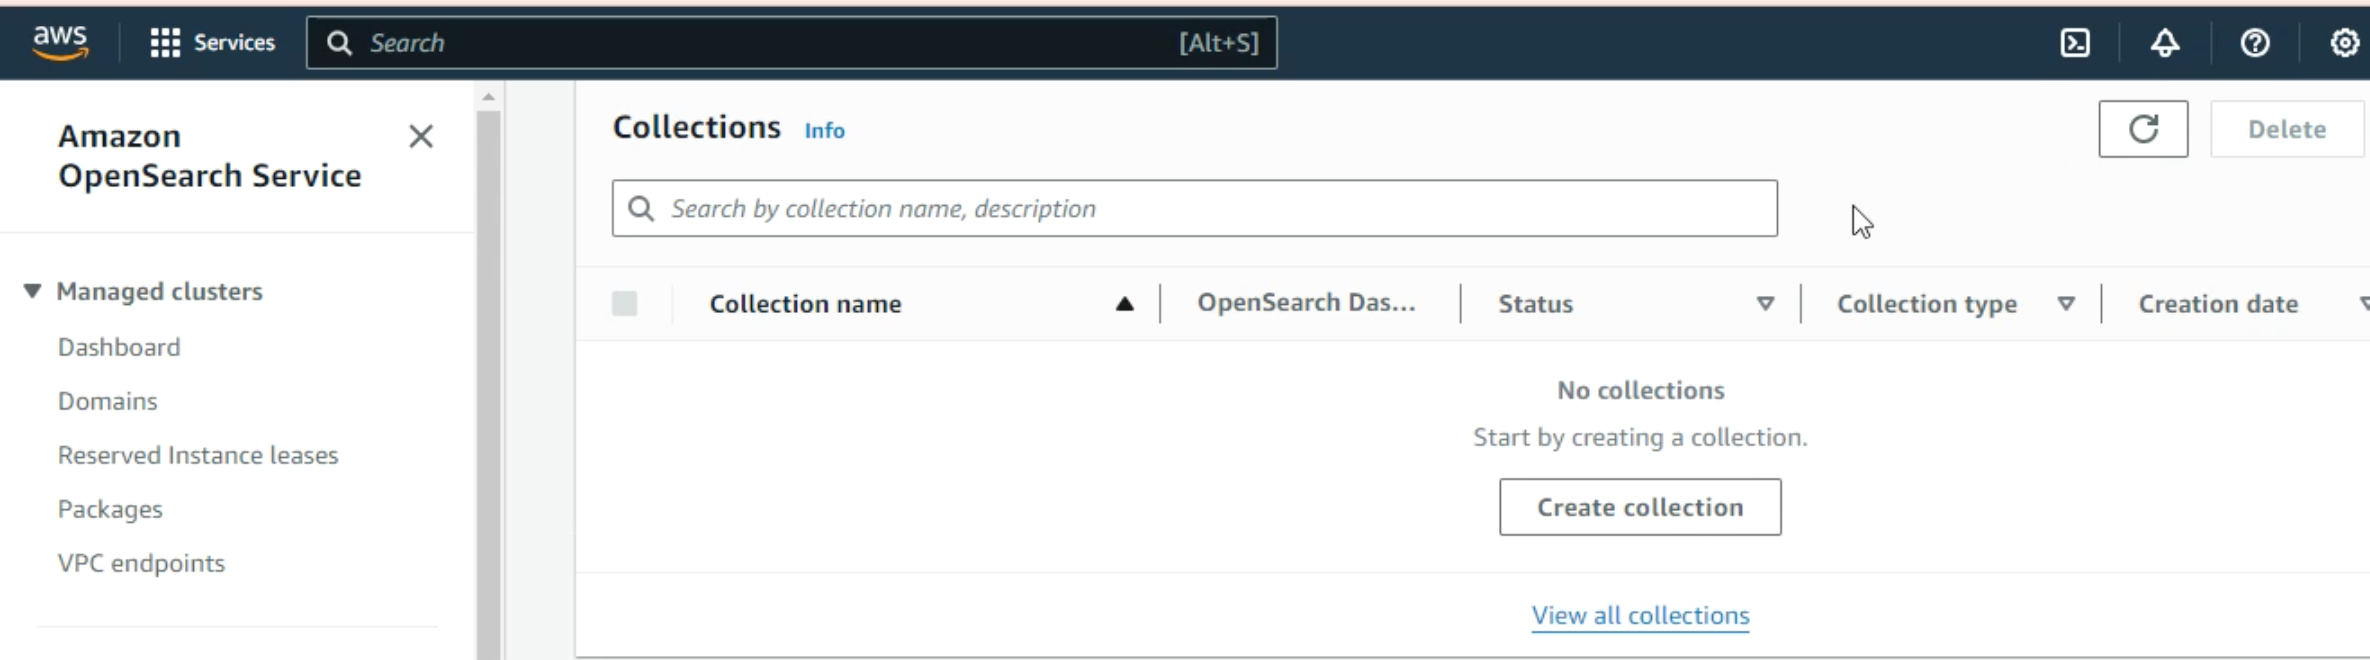 aws
Services
Search
[Alt+S]
Amazon
OpenSearch Service
Managed clusters
Dashboard
Domains
Reserved Instance leases
Packages
VPC endpoints
Collections Info
Delete
Search by collection name, description
Collection name
OpenSearch Das...
Status
Collection type
Creation date
No collections
Start by creating a collection.
Create collection
View all collections